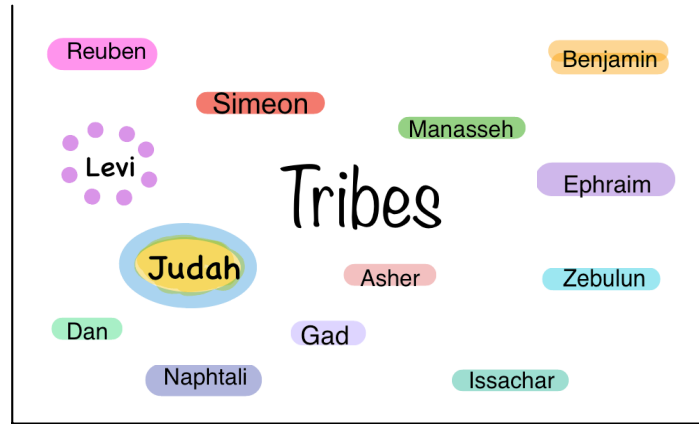 Reuben
Benjamin
Simeon
Manasseh
Levi
Ephraim
Tribes
Judah
Asher
Zebulun
Dan
Gad
Naphtali
Issachar